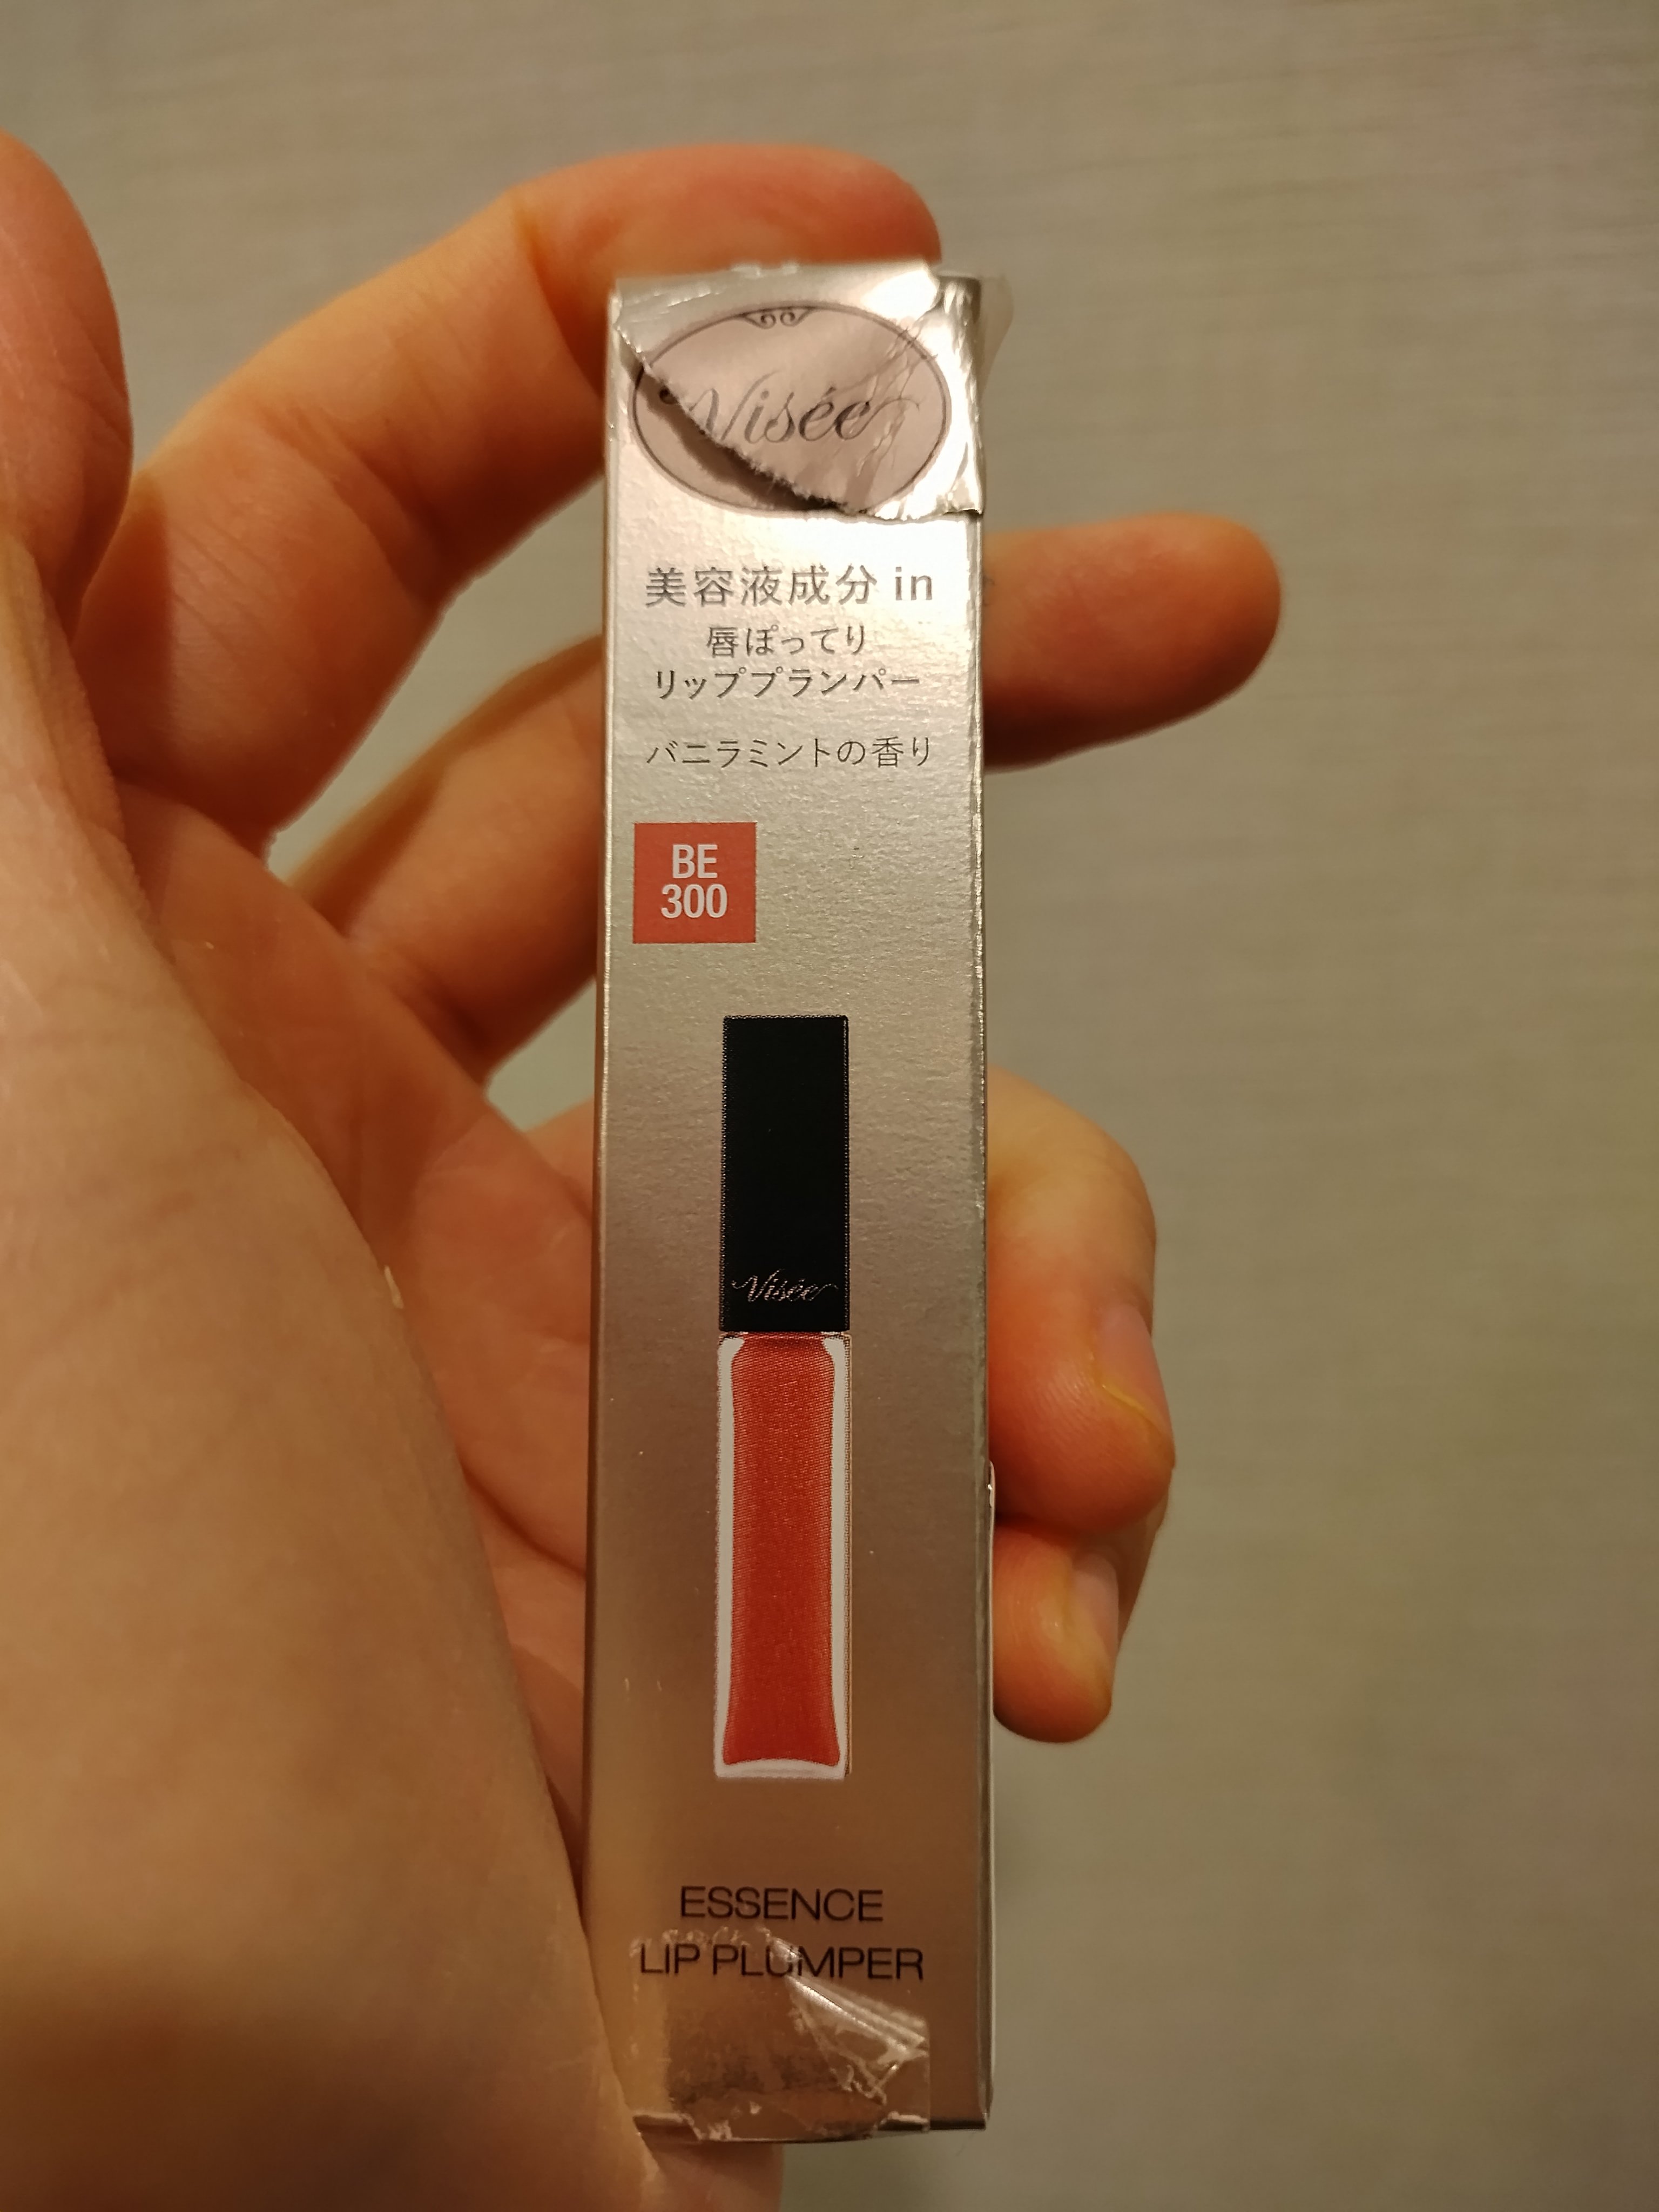 Visée
美容液成分 in
唇ぽってり
リッププランパー
バニラミントの香り
BE
300
Visée
ESSENCE
LIP PLUMPER